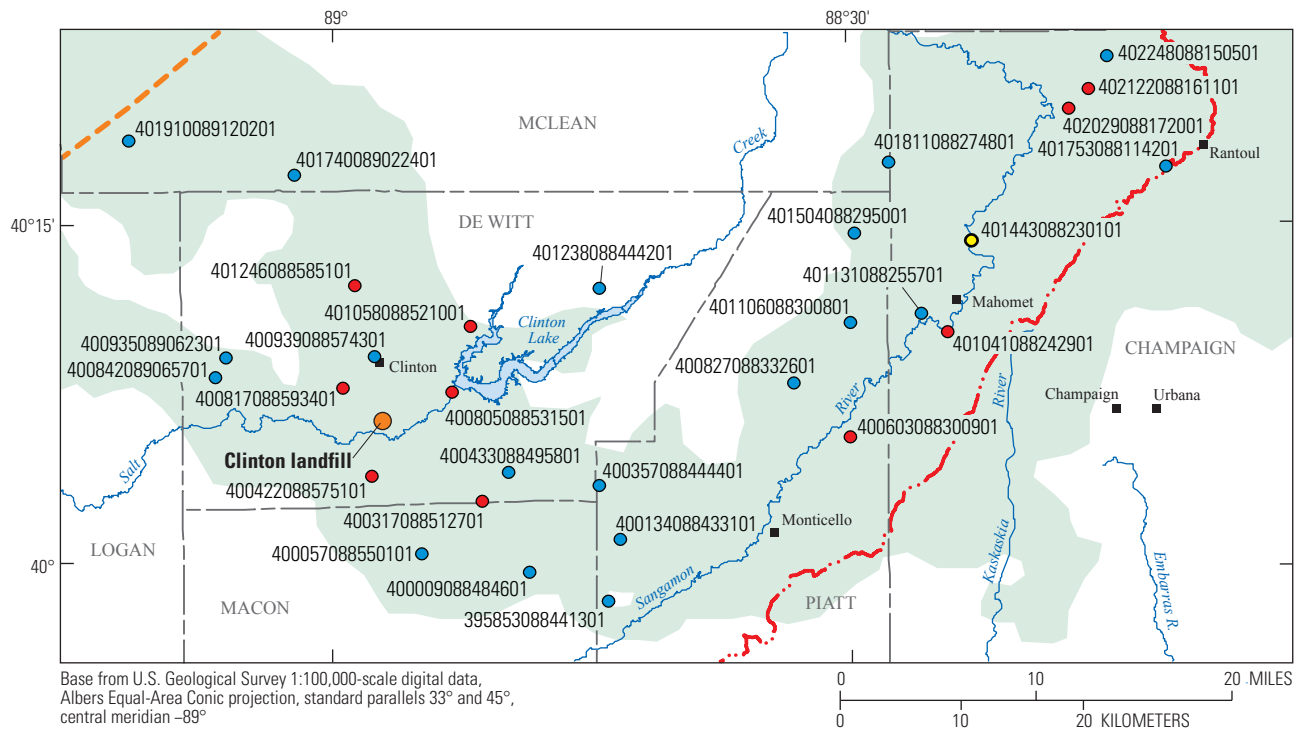 89°
88°30'
402248088150501
402122088161101
401910089120201
MCLEAN
Creek
402029088172001
401811088274801
401753088114201
Rantoul
401740089022401
40°15'
DE WITT
401504088295001
401443088230101
401246088585101
401238088444201
401131088255701
401058088521001
Clinton
Lake
401106088300801
Mahomet
400935089062301
400939088574301
401041088242901
CHAMPAIGN
400842089065701
Clinton
400827088332601
River
River
Champaign
Urbana
400817088593401
400805088531501
400603088300901
Clinton landfill
Salt
400433088495801
400357088444401
400422088575101
400317088512701
400134088433101
Monticello
LOGAN
400057088550101
40°
400009088484601
Kaskaskia
Embarras R.
Sangamon
MACON
395853088441301
PIATT
Base from U.S. Geological Survey 1:100,000-scale digital data,
Albers Equal-Area Conic projection, standard parallels 33° and 45°,
central meridian –89°
0 10 20 MILES
0 10 20 KILOMETERS